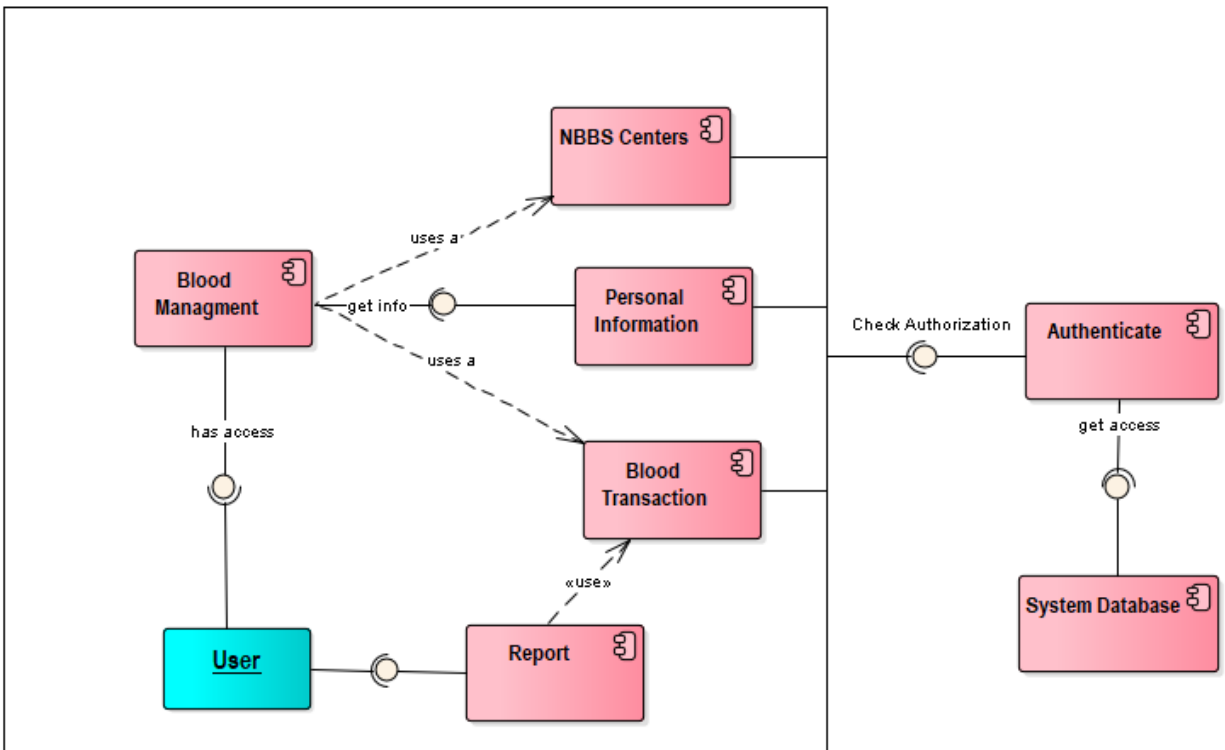 NBBS Centers
uses a
Blood
Managment
get info
Personal
Information
Check Authorization
Authenticate
uses a
has access
get access
Blood
Transaction
«use»
System Database
User
Report